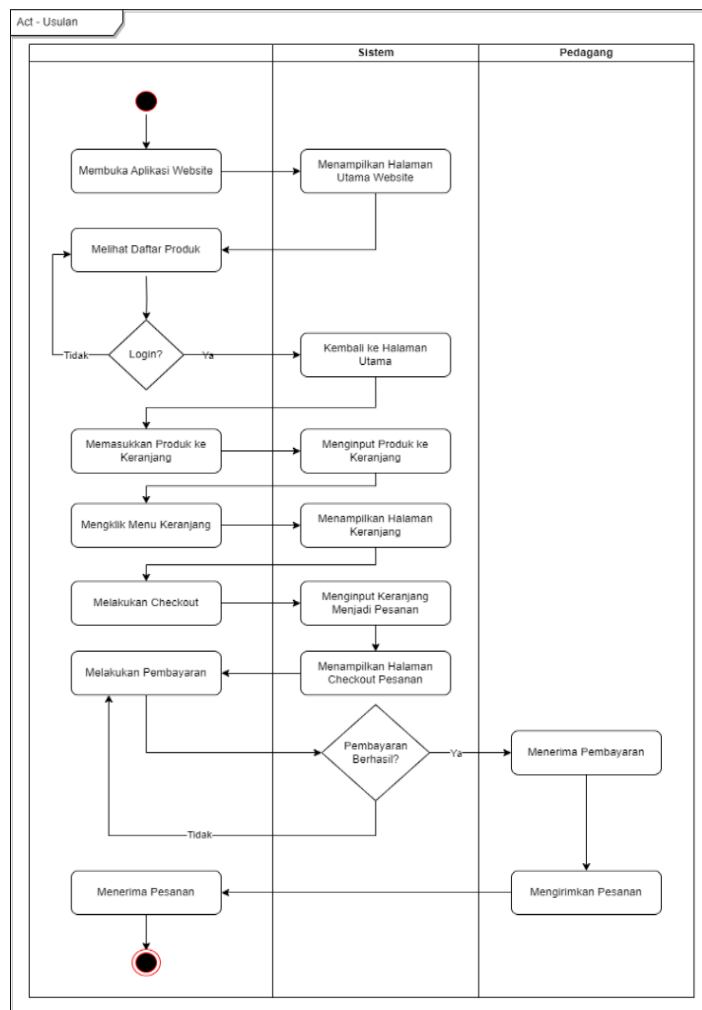 Act - Usulan
Sistem
Pedagang
Membuka Aplikasi Website
Menampilkan Halaman
Utama Website
Melihat Daftar Produk
Login?
Tidak
Ya
Kembali ke Halaman
Utama
Memasukkan Produk ke
Keranjang
Menginput Produk ke
Keranjang
Mengklik Menu Keranjang
Menampilkan Halaman
Keranjang
Melakukan Checkout
Menginput Keranjang
Menjadi Pesanan
Melakukan Pembayaran
Menampilkan Halaman
Checkout Pesanan
Pembayaran
Berhasil?
Ya
Menerima Pembayaran
Tidak
Menerima Pesanan
Mengirimkan Pesanan